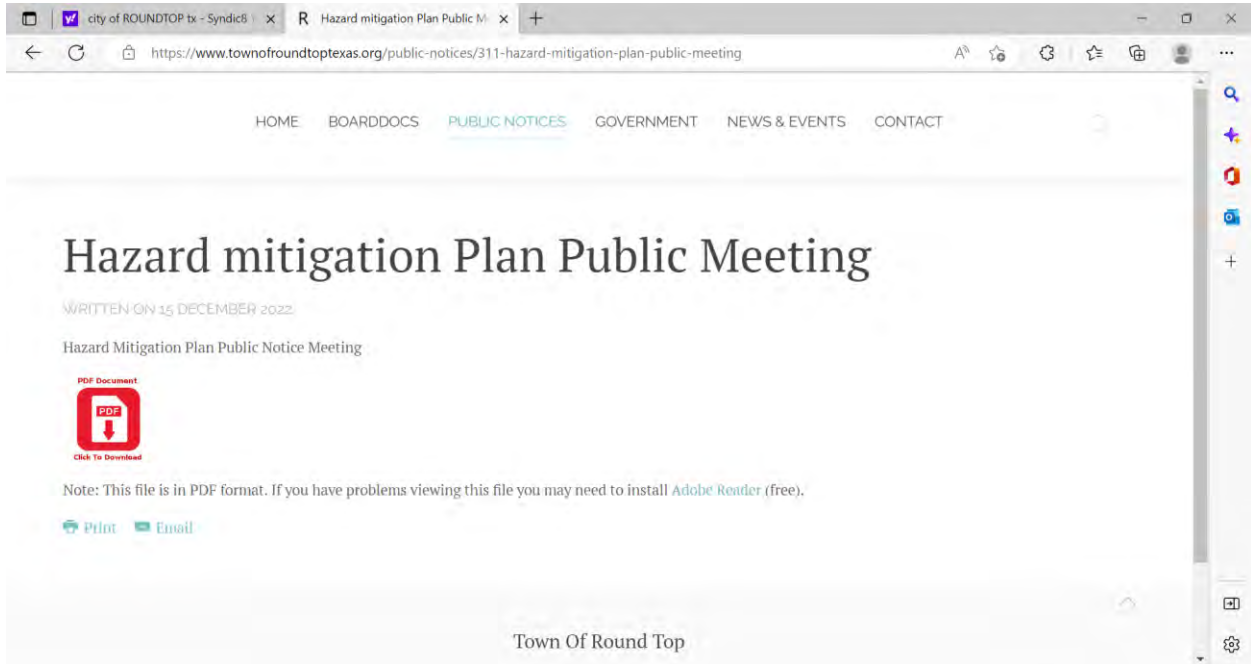 city of ROUNDTOP tx - Syndic8
R Hazard mitigation Plan Public M
https://www.townofroundtoptexas.org/public-notices/311-hazard-mitigation-plan-public-meeting
HOME BOARDDOCS PUBLIC NOTICES GOVERNMENT NEWS & EVENTS CONTACT
Hazard mitigation Plan Public Meeting
WRITTEN ON 15 DECEMBER 2022
Hazard Mitigation Plan Public Notice Meeting
PDF Document
PDF
Click To Download
Note: This file is in PDF format. If you have problems viewing this file you may need to install Adobe Reader (free).
Print Email
Town Of Round Top